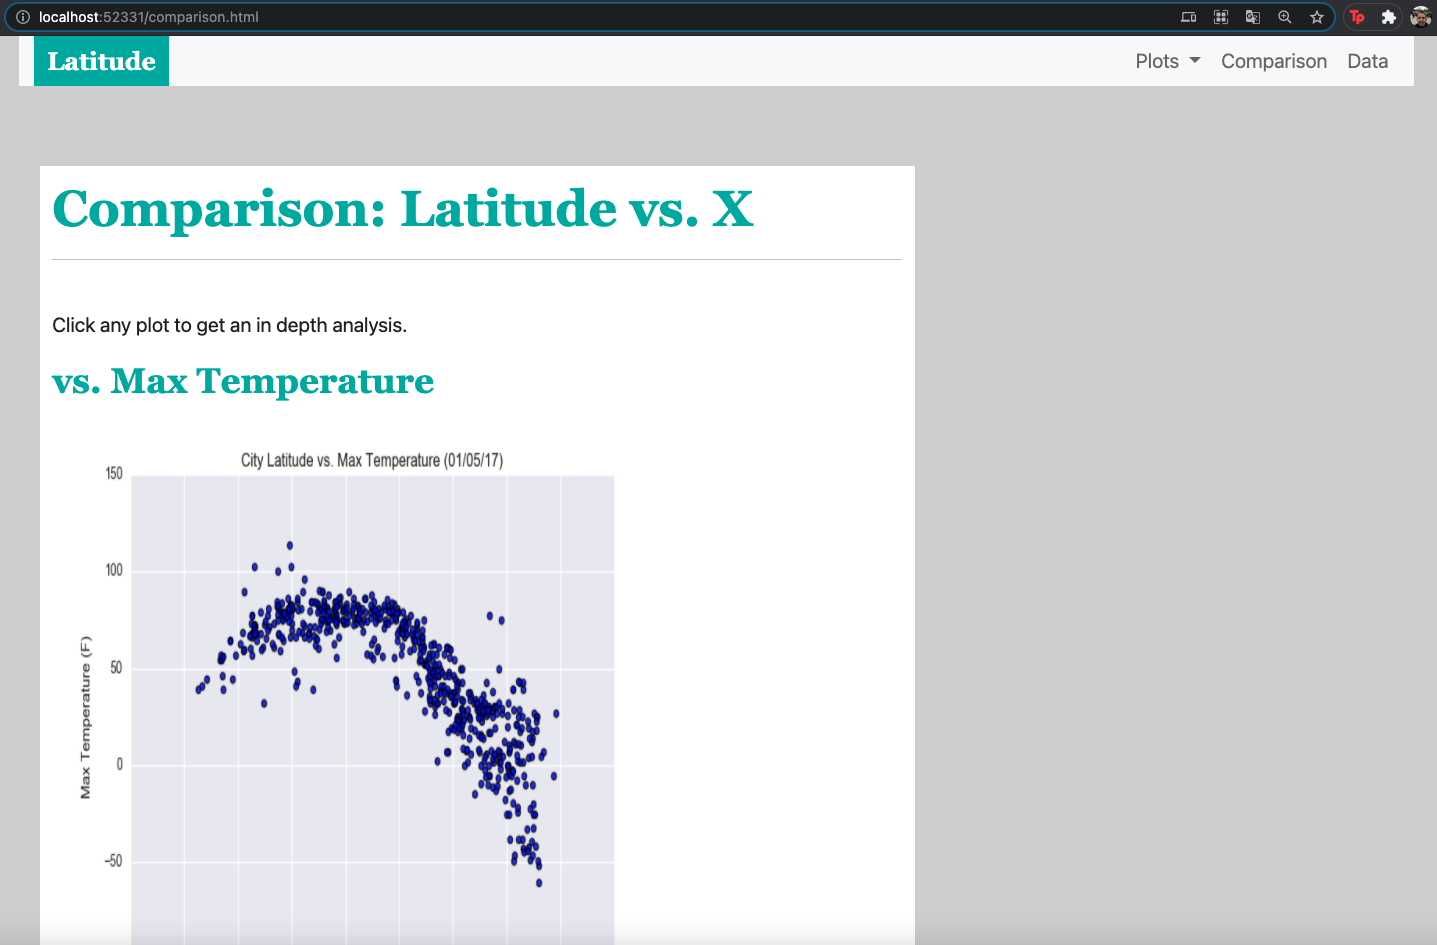 localhost:52331/comparison.html
Tp
Latitude
Plots Comparison Data
Comparison: Latitude vs. X
Click any plot to get an in depth analysis.
vs. Max Temperature
City Latitude vs. Max Temperature (01/05/17)
150
100
50
0
−50
Max Temperature (F)